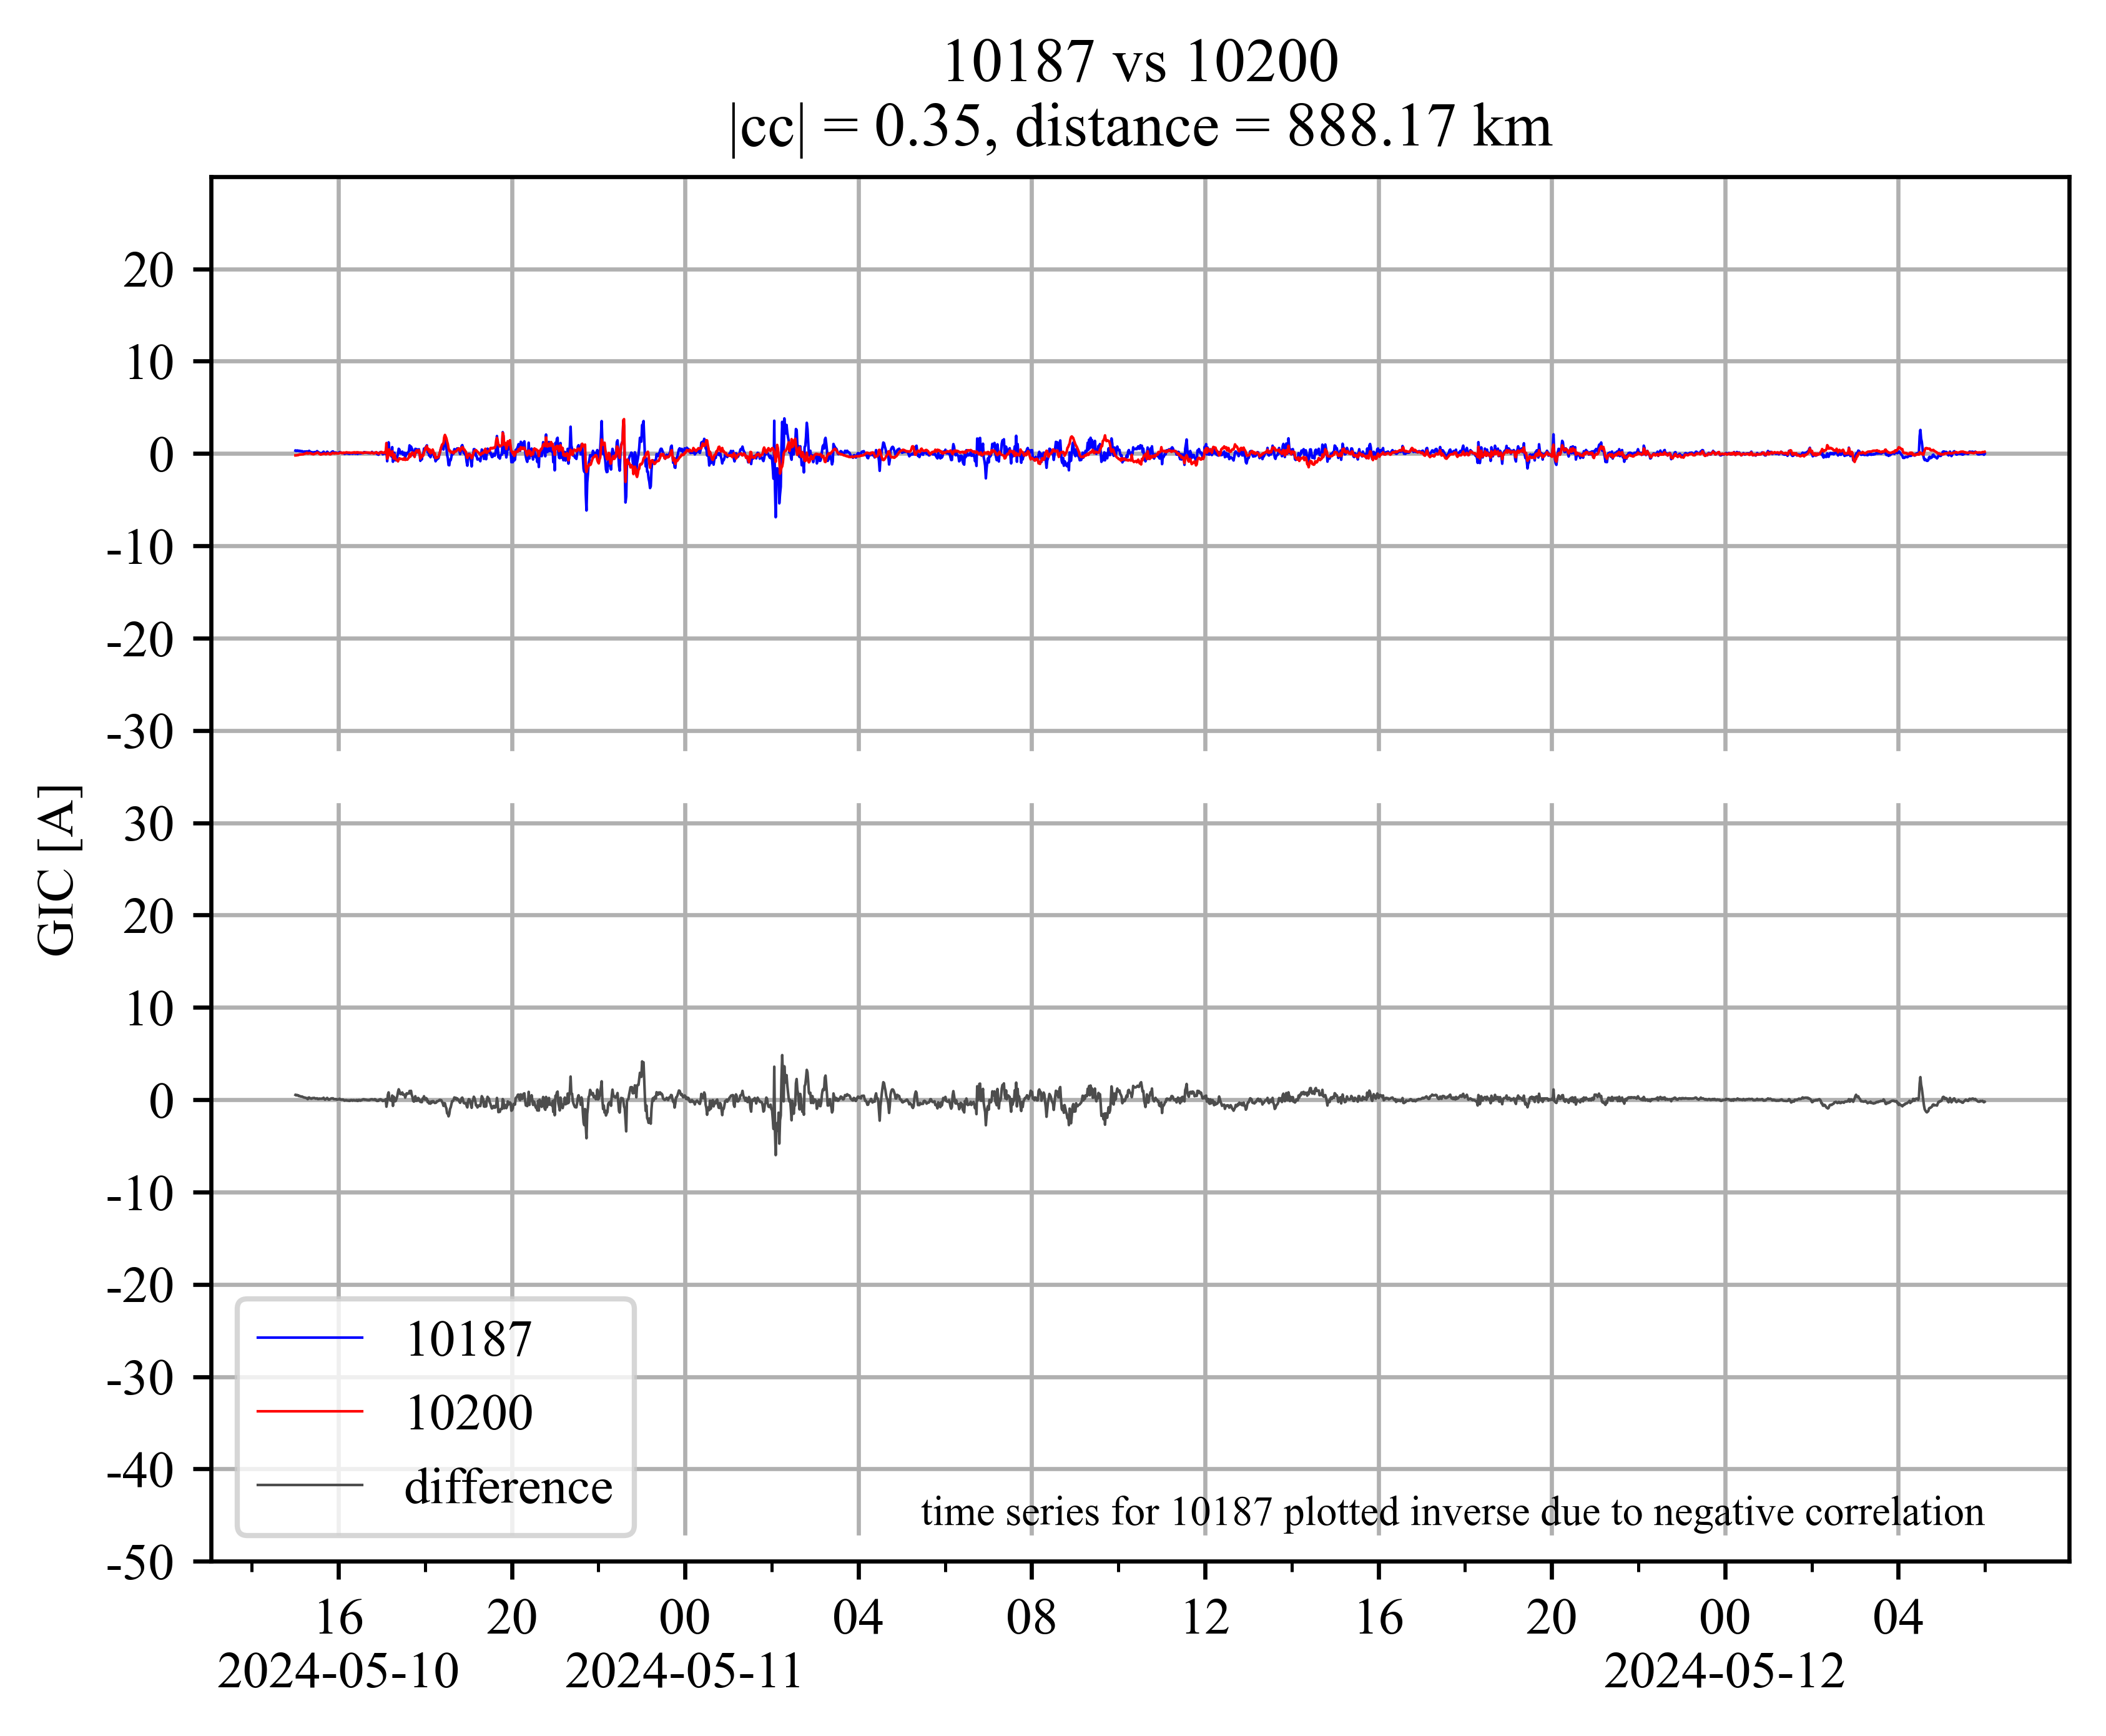 10187 vs 10200
|cc| = 0.35, distance = 888.17 km
GIC [A]
20
10
0
-10
-20
-30
30
20
10
0
-10
-20
-30
-40
-50
10187
10200
difference
time series for 10187 plotted inverse due to negative correlation
16 20 00 04 08 12 16 20 00 04
2024-05-10 2024-05-11 2024-05-12